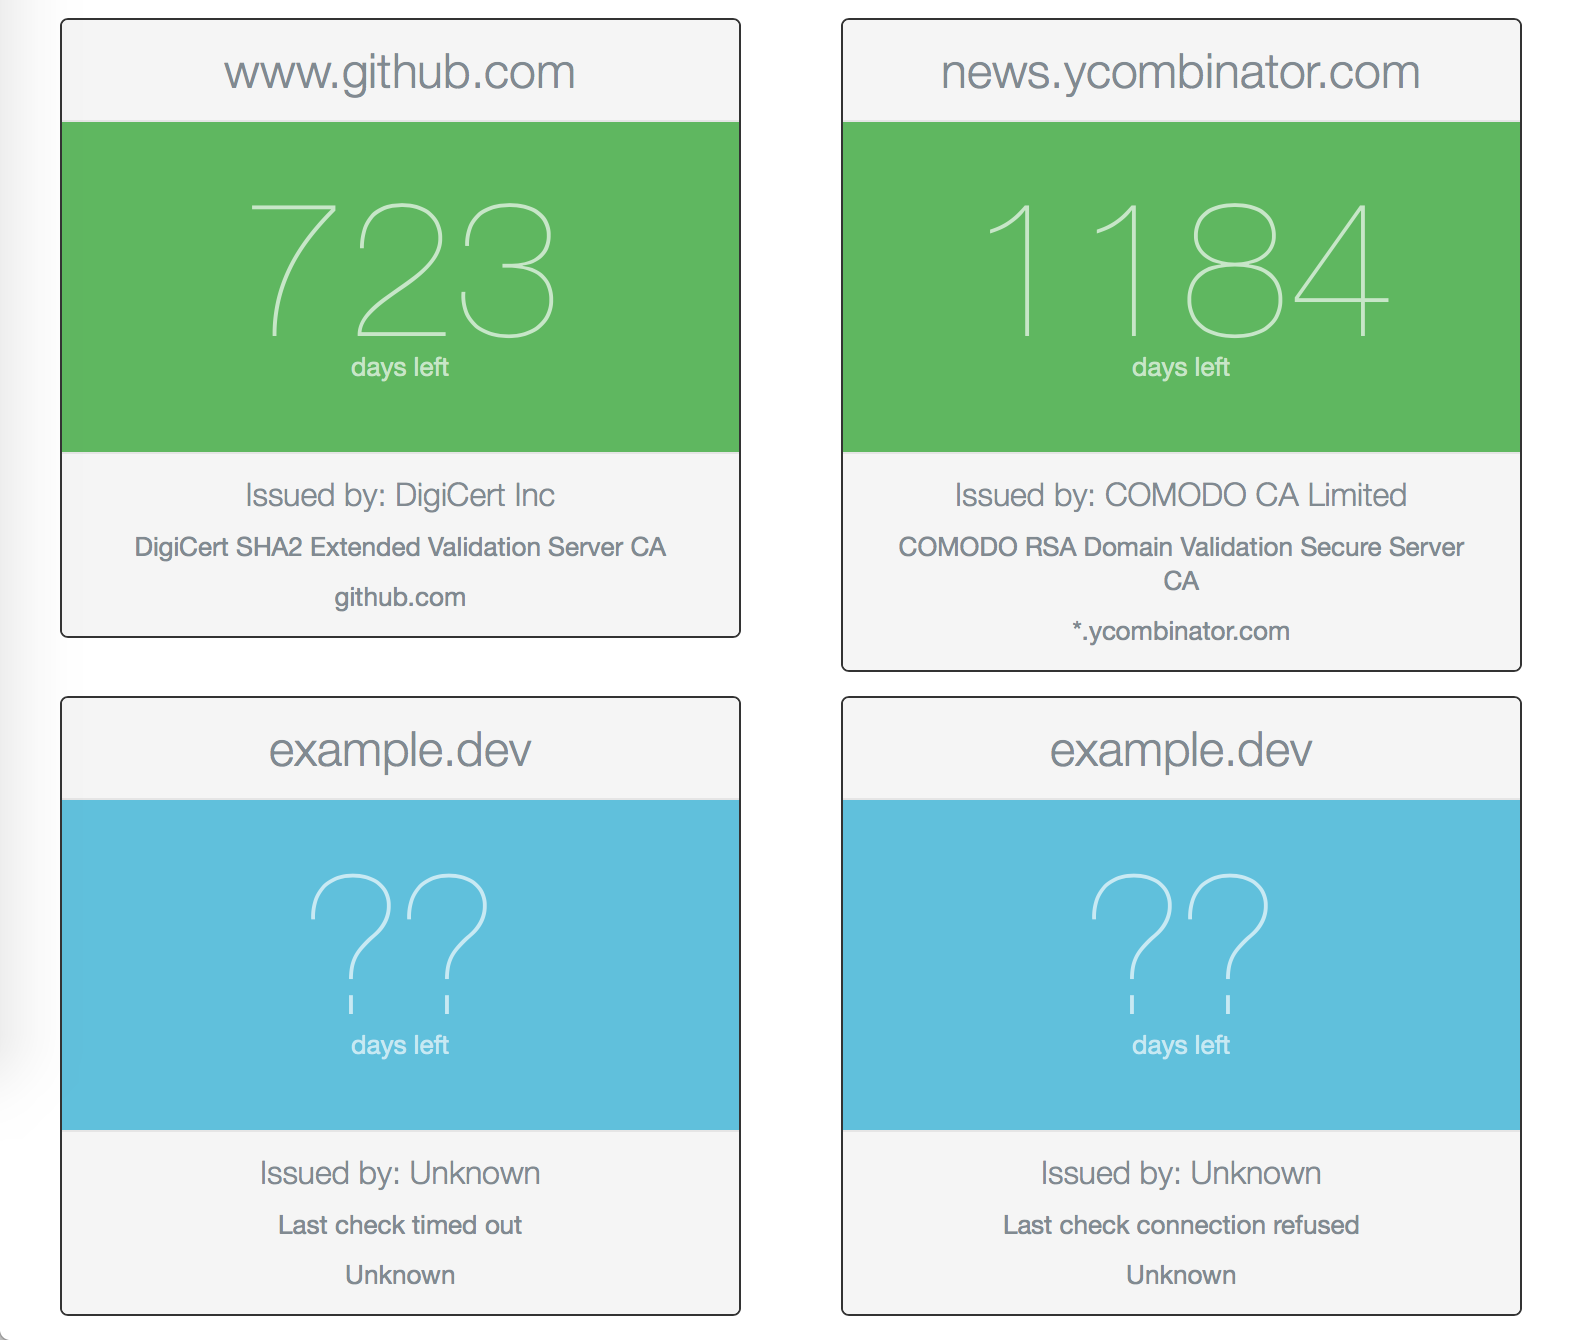 www.github.com
723
days left
Issued by: DigiCert Inc
DigiCert SHA2 Extended Validation Server CA
github.com
news.ycombinator.com
1184
days left
Issued by: COMODO CA Limited
COMODO RSA Domain Validation Secure Server
CA
*.ycombinator.com
example.dev
??
days left
Issued by: Unknown
Last check timed out
Unknown
example.dev
??
days left
Issued by: Unknown
Last check connection refused
Unknown